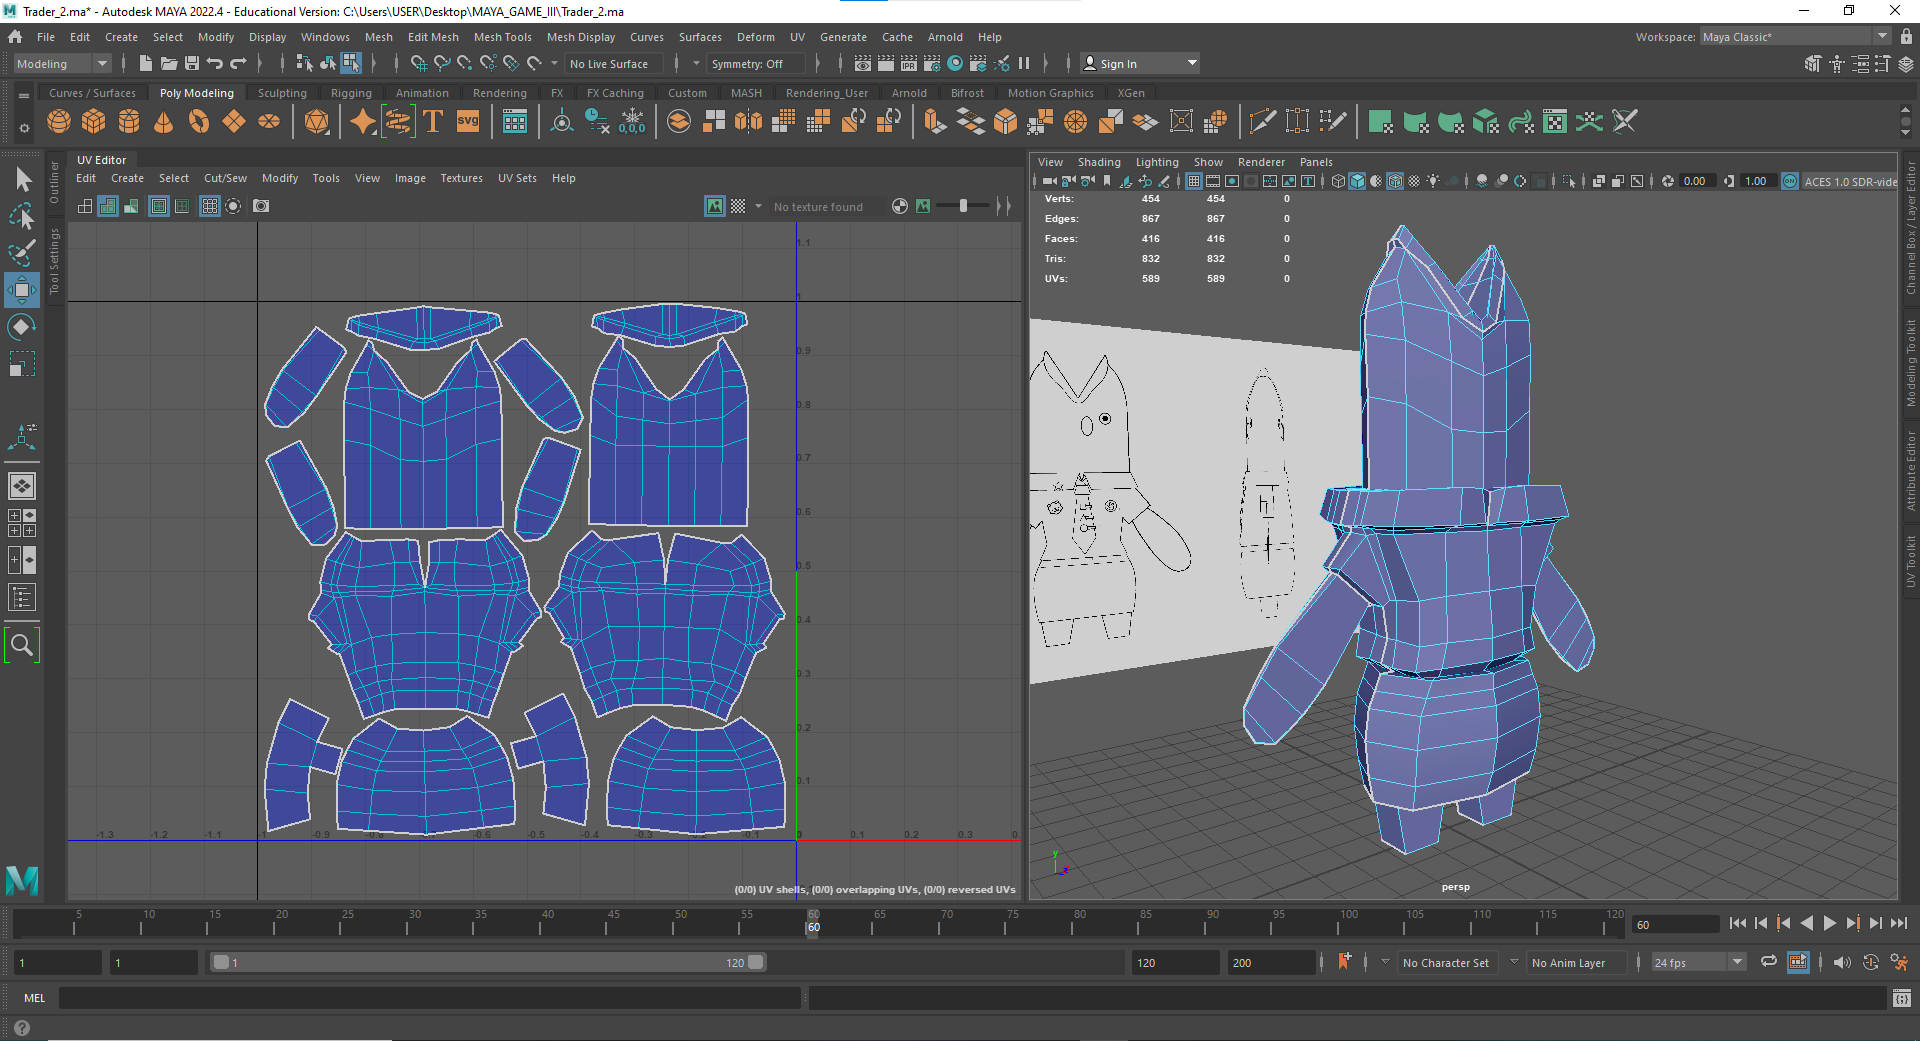 Trader_2.ma* - Autodesk MAYA 2022.4 - Educational Version: C:\Users\USER\Desktop\MAYA_GAME_III\Trader_2.ma
File Edit Create Select Modify Display Windows Mesh Edit Mesh Mesh Tools Mesh Display Curves Surfaces Deform UV Generate Cache Arnold Help
Workspace: Maya Classic*
Modeling No Live Surface Symmetry: Off IPR Sign In
Curves / Surfaces Poly Modeling Sculpting Rigging Animation Rendering FX FX Caching Custom MASH Rendering_User Arnold Bifrost Motion Graphics XGen
T SVG 0,0,0
UV Editor
Edit Create Select Cut/Sew Modify Tools View Image Textures UV Sets Help
No texture found
Outliner
Tool Settings
1.1
1
0.9
0.8
0.7
0.6
0.5
0.4
0.3
0.2
0.1
-1.3 -1.2 -1.1 -1 -0.9 -0.8 -0.7 -0.6 -0.5 -0.4 -0.3 -0.2 -0.1 0 0.1 0.2 0.3 0.
(0/0) UV shells, (0/0) overlapping UVs, (0/0) reversed UVs
View Shading Lighting Show Renderer Panels
0.00 1.00 ACES 1.0 SDR-vide
Verts: 454 454 0
Edges: 867 867 0
Faces: 416 416 0
Tris: 832 832 0
UVs: 589 589 0
y
z
persp
Channel Box / Layer Editor
Modeling Toolkit
Attribute Editor
UV Toolkit
5 10 15 20 25 30 35 40 45 50 55 60 65 70 75 80 85 90 95 100 105 110 115 120
60
60
1 1 1 120 120 200 No Character Set No Anim Layer 24 fps
MEL